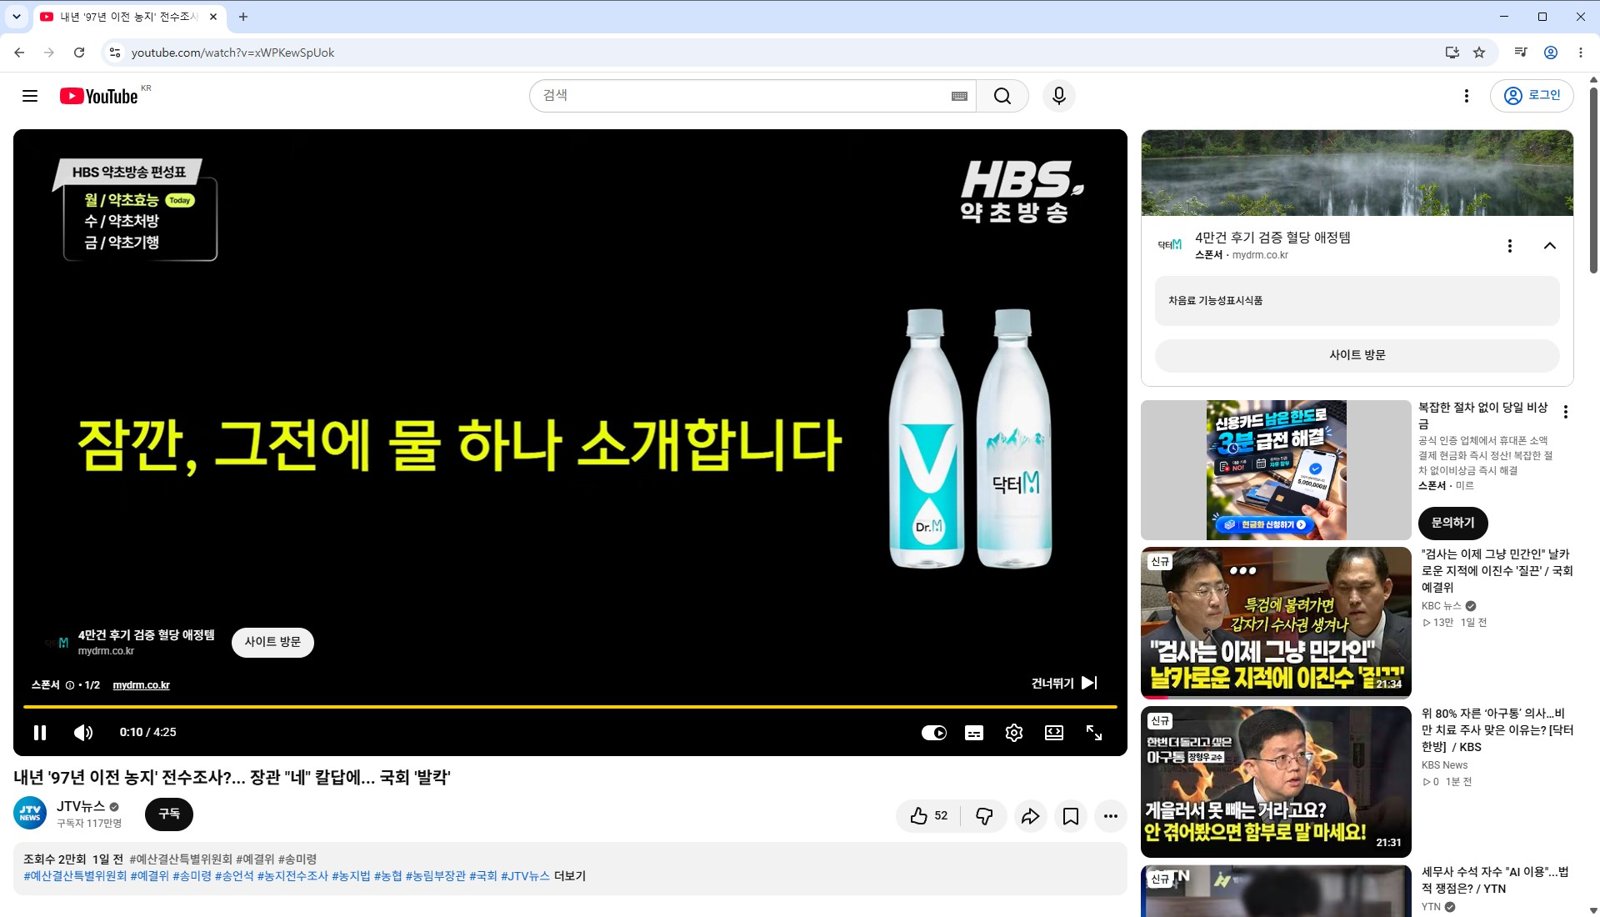 내년 '97년 이전 농지' 전수조사
youtube.com/watch?v=xWPKewSpUok
YouTube KR
검색
로그인
HBS 약초방송 편성표
월 / 약초효능 Today
수 / 약초처방
금 / 약초기행
HBS
약초방송
잠깐, 그전에 물 하나 소개합니다
Dr.M
닥터M
닥터M
4만건 후기 검증 혈당 애정템
mydrm.co.kr
사이트 방문
스폰서 · 1/2 mydrm.co.kr
건너뛰기
0:10 / 4:25
내년 '97년 이전 농지' 전수조사?... 장관 "네" 칼답에... 국회 '발칵'
JTV NEWS
JTV뉴스
구독자 117만명
구독
52
조회수 2만회 1일 전 #예산결산특별위원회 #예결위 #송미령
#예산결산특별위원회 #예결위 #송미령 #송언석 #농지전수조사 #농지법 #농협 #농림부장관 #국회 #JTV뉴스 더보기
닥터M
4만건 후기 검증 혈당 애정템
스폰서 · mydrm.co.kr
차음료 기능성표시식품
사이트 방문
신용카드 남은 한도로
3분 금전 해결
NO!
5,000,000원
현금화 신청하기
복잡한 절차 없이 당일 비상금
공식 인증 업체에서 휴대폰 소액
결제 현금화 즉시 정산! 복잡한 절
차 없이비상금 즉시 해결
스폰서 · 미르
문의하기
신규
특검에 불려가면
갑자기 수사권 생겨나
"검사는 이제 그냥 민간인"
날카로운 지적에 이진수 '질끈'
21:34
"검사는 이제 그냥 민간인" 날카
로운 지적에 이진수 '질끈' / 국회
예결위
KBC 뉴스
13만 1일 전
신규
한번 더 들리고 싶은
아구통 장형우 교수
게을러서 못 빼는 거라고요?
안 겪어봤으면 함부로 말 마세요!
21:31
위 80% 자른 '아구통' 의사...비
만 치료 주사 맞은 이유는? [닥터
한방] / KBS
KBS News
0 1분 전
신규
세무사 수석 자수 "AI 이용"...법
적 쟁점은? / YTN
YTN